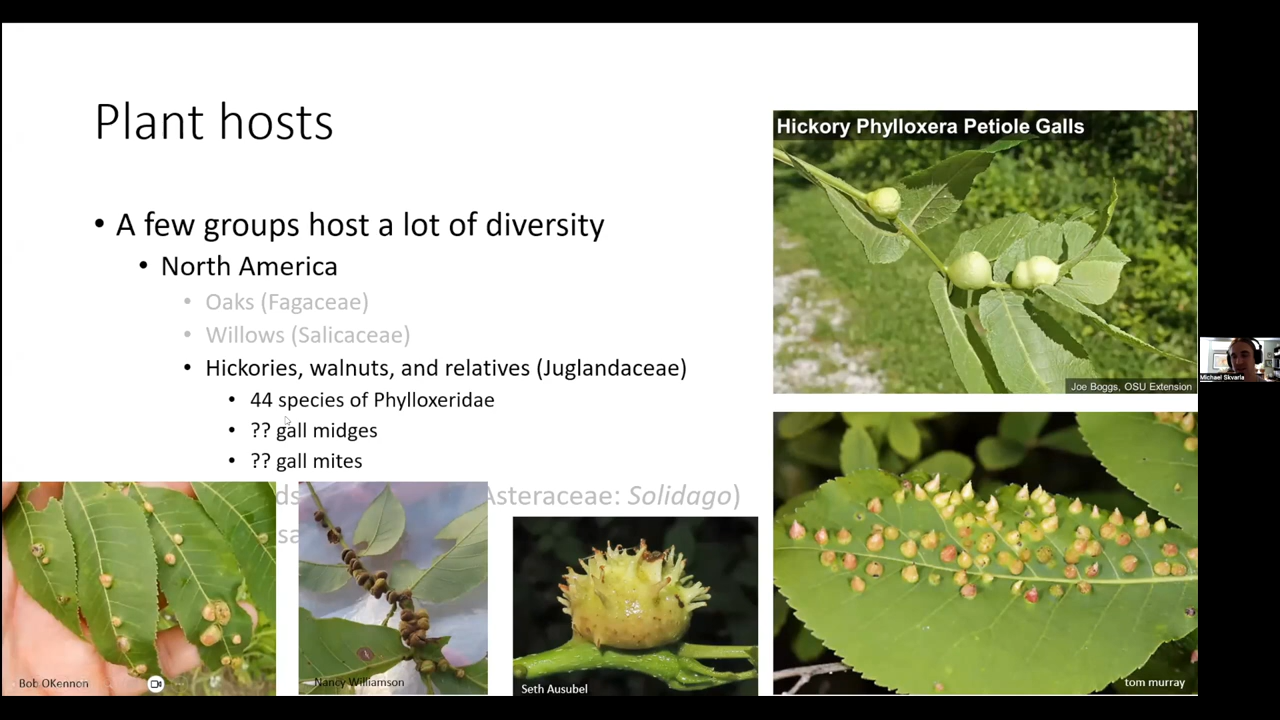 Plant hosts
• A few groups host a lot of diversity
• North America
• Oaks (Fagaceae)
• Willows (Salicaceae)
• Hickories, walnuts, and relatives (Juglandaceae)
• 44 species of Phylloxeridae
• ?? gall midges
• ?? gall mites
Asteraceae: Solidago)
Hickory Phylloxera Petiole Galls
Joe Boggs, OSU Extension
Michael Skvarla
Bob OKennon
Nancy Williamson
Seth Ausubel
tom murray